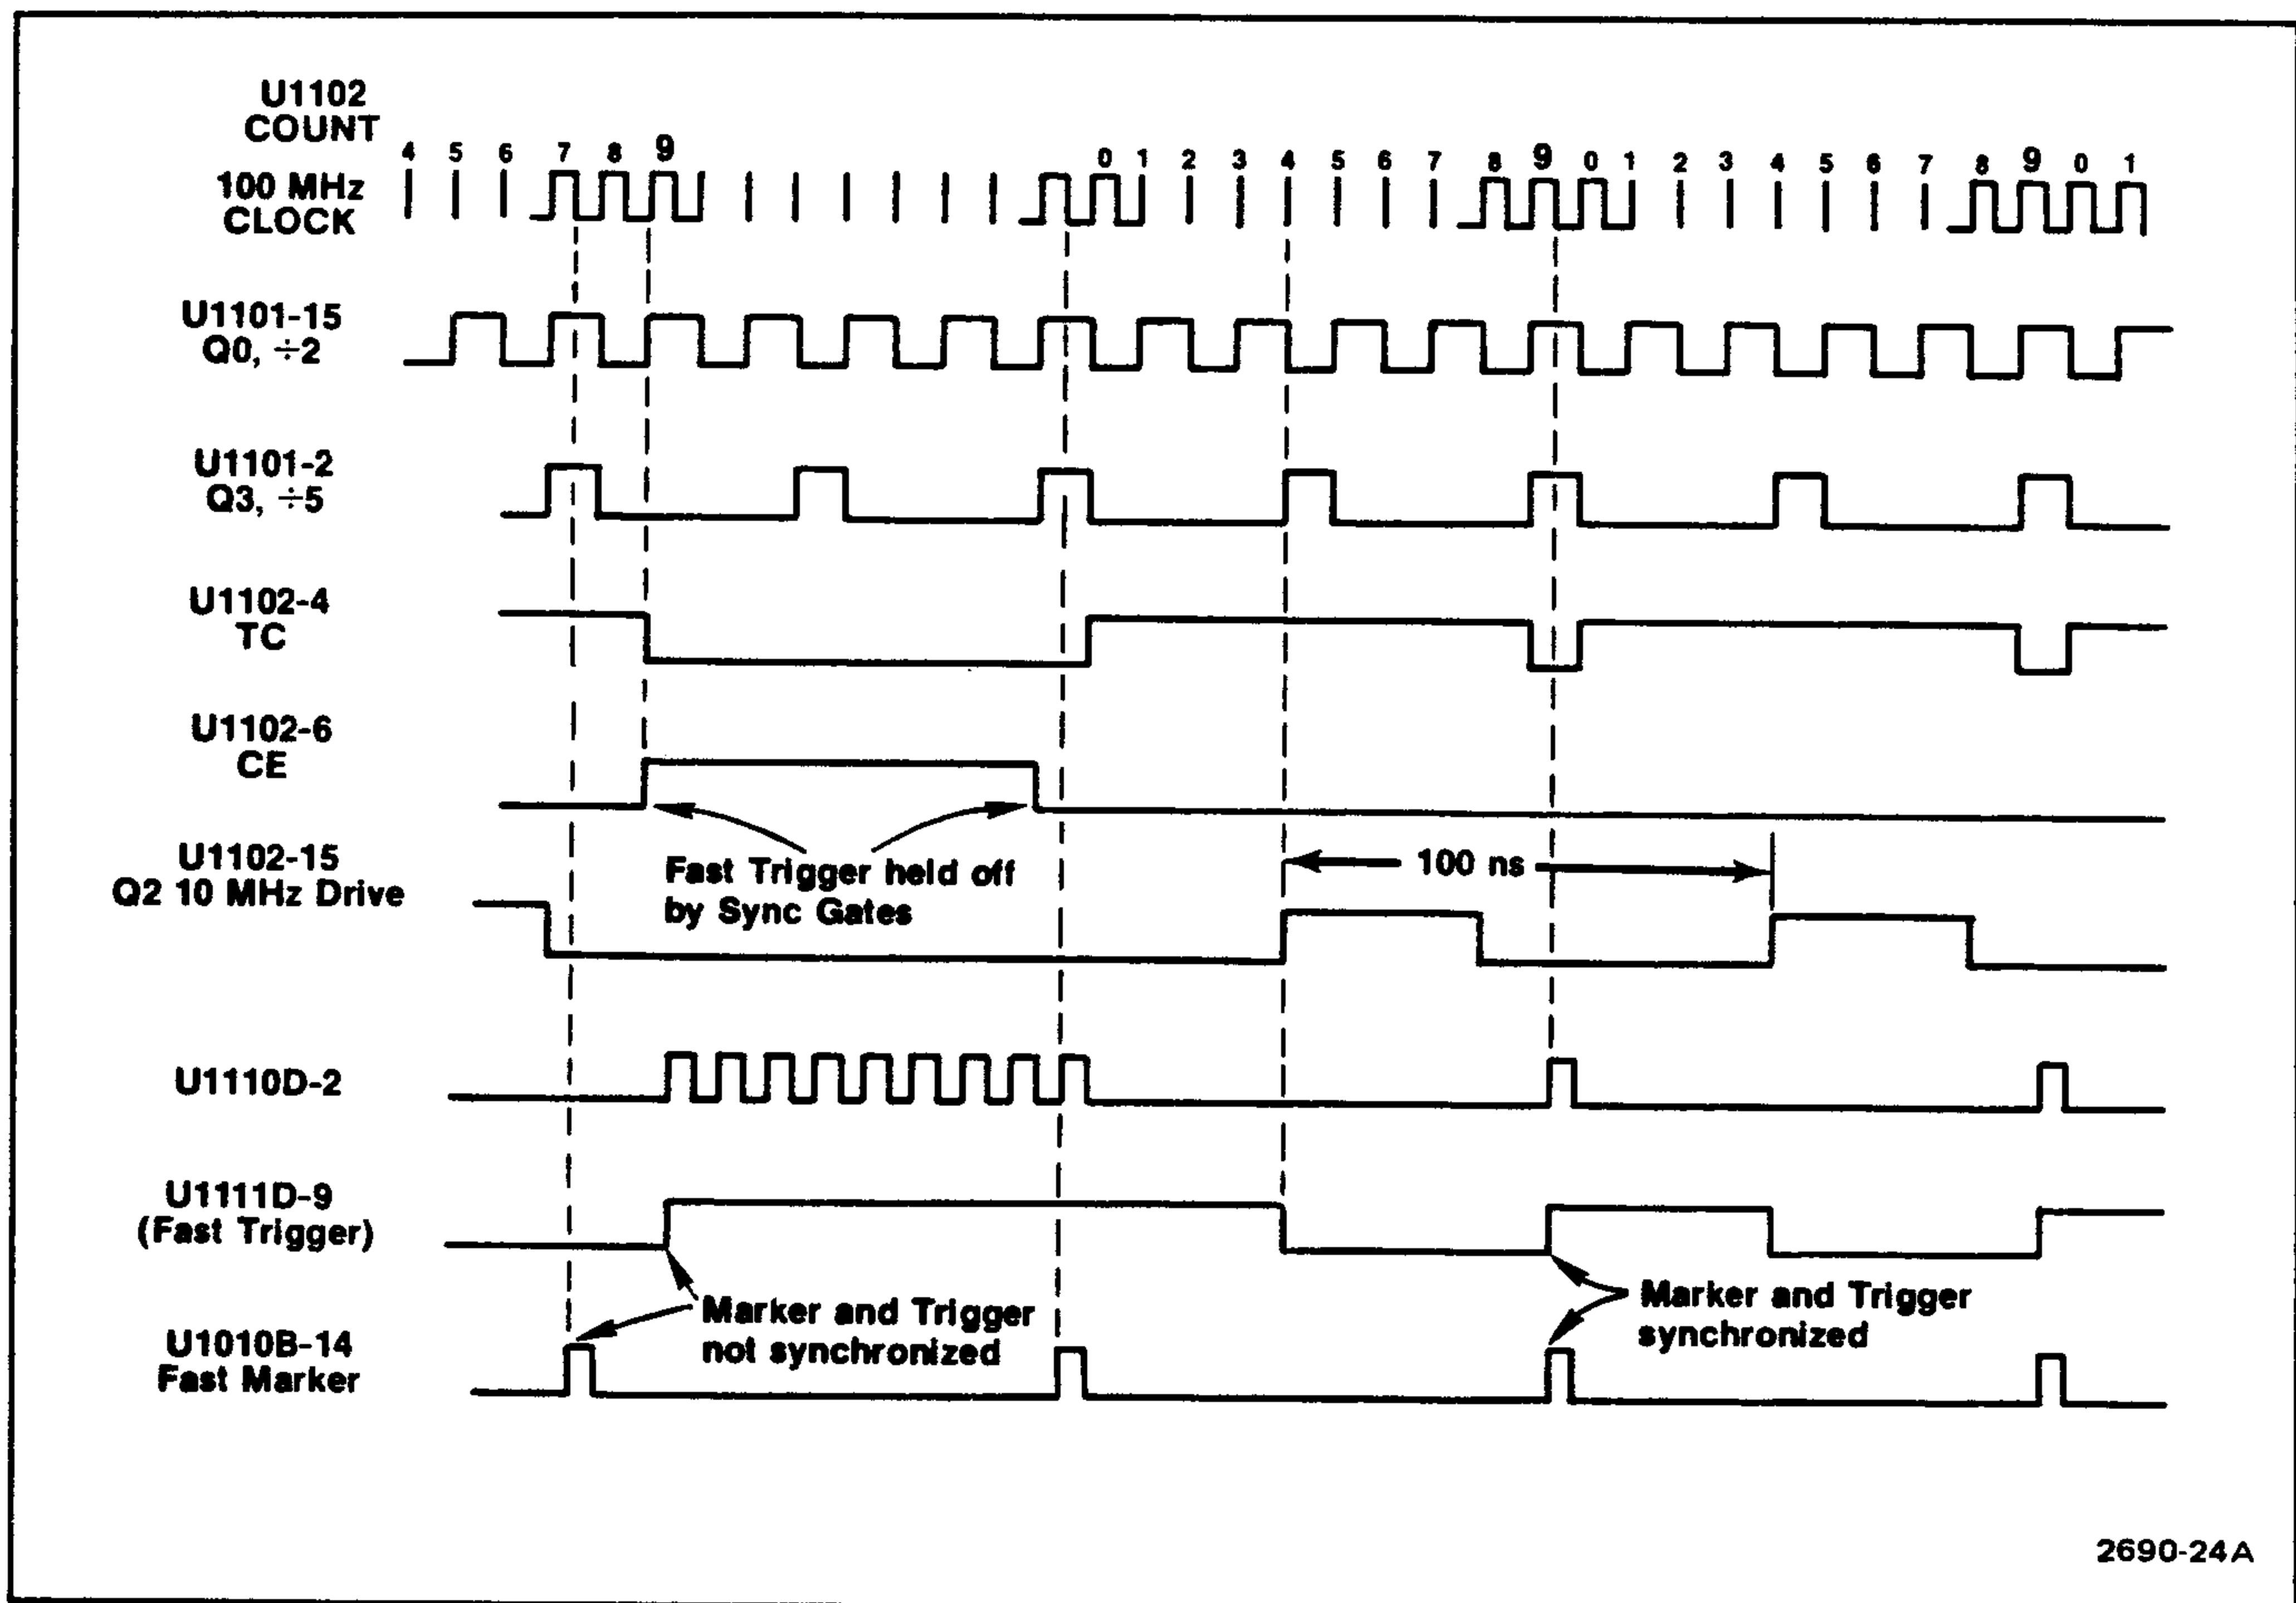 U1102
COUNT
4 5 6 7 8 9 0 1 2 3 4 5 6 7 8 9 0 1 2 3 4 5 6 7 8 9 0 1
100 MHz
CLOCK
U1101-15
Q0, ÷2
U1101-2
Q3, ÷5
U1102-4
TC
U1102-6
CE
Fast Trigger held off
by Sync Gates
U1102-15
Q2 10 MHz Drive
100 ns
U1110D-2
U1111D-9
(Fast Trigger)
Marker and Trigger
not synchronized
Marker and Trigger
synchronized
U1010B-14
Fast Marker
2690-24A